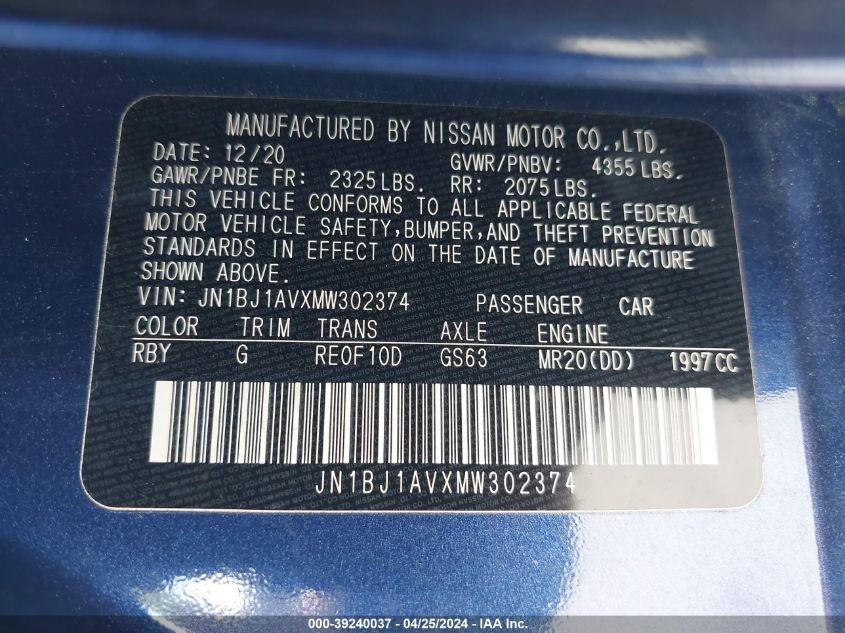 MANUFACTURED BY NISSAN MOTOR CO.,LTD.
DATE: 12/20 GVWR/PNBV: 4355 LBS.
GAWR/PNBE FR: 2325 LBS. RR: 2075 LBS.
THIS VEHICLE CONFORMS TO ALL APPLICABLE FEDERAL
MOTOR VEHICLE SAFETY, BUMPER, AND THEFT PREVENTION
STANDARDS IN EFFECT ON THE DATE OF MANUFACTURE
SHOWN ABOVE.
VIN: JN1BJ1AVXMW302374 PASSENGER CAR
COLOR TRIM TRANS AXLE ENGINE
RBY G RE0F10D GS63 MR20(DD) 1997CC
JN1BJ1AVXMW302374
000-39240037 - 04/25/2024 - IAA Inc.